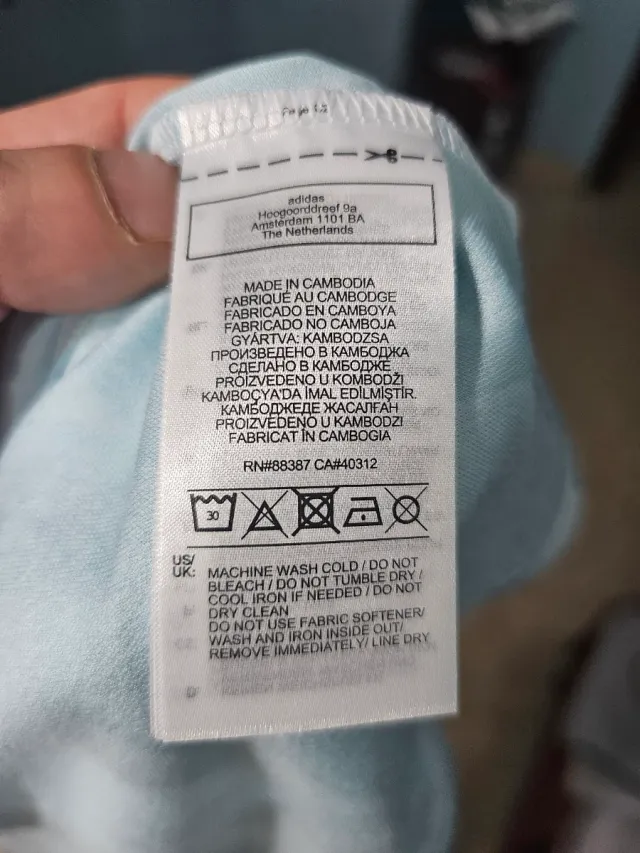 adidas
Hoogoorddreef 9a
Amsterdam 1101 BA
The Netherlands
MADE IN CAMBODIA
FABRIQUÉ AU CAMBODGE
FABRICADO EN CAMBOYA
FABRICADO NO CAMBOJA
GYÁRTVA: KAMBODZSA
ПРОИЗВЕДЕНО В КАМБОДЖА
СДЕЛАНО В КАМБОДЖЕ
PROIZVEDENO U KOMBODŽI
KAMBOÇYA'DA İMAL EDİLMİŞTİR.
КАМБОДЖЕДЕ ЖАСАЛҒАН
PROIZVEDENO U KAMBODŽI
FABRICAT ÎN CAMBOGIA
RN#88387 CA#40312
30
US/
UK: MACHINE WASH COLD / DO NOT
BLEACH / DO NOT TUMBLE DRY /
COOL IRON IF NEEDED / DO NOT
DRY CLEAN
DO NOT USE FABRIC SOFTENER/
WASH AND IRON INSIDE OUT/
REMOVE IMMEDIATELY/ LINE DRY